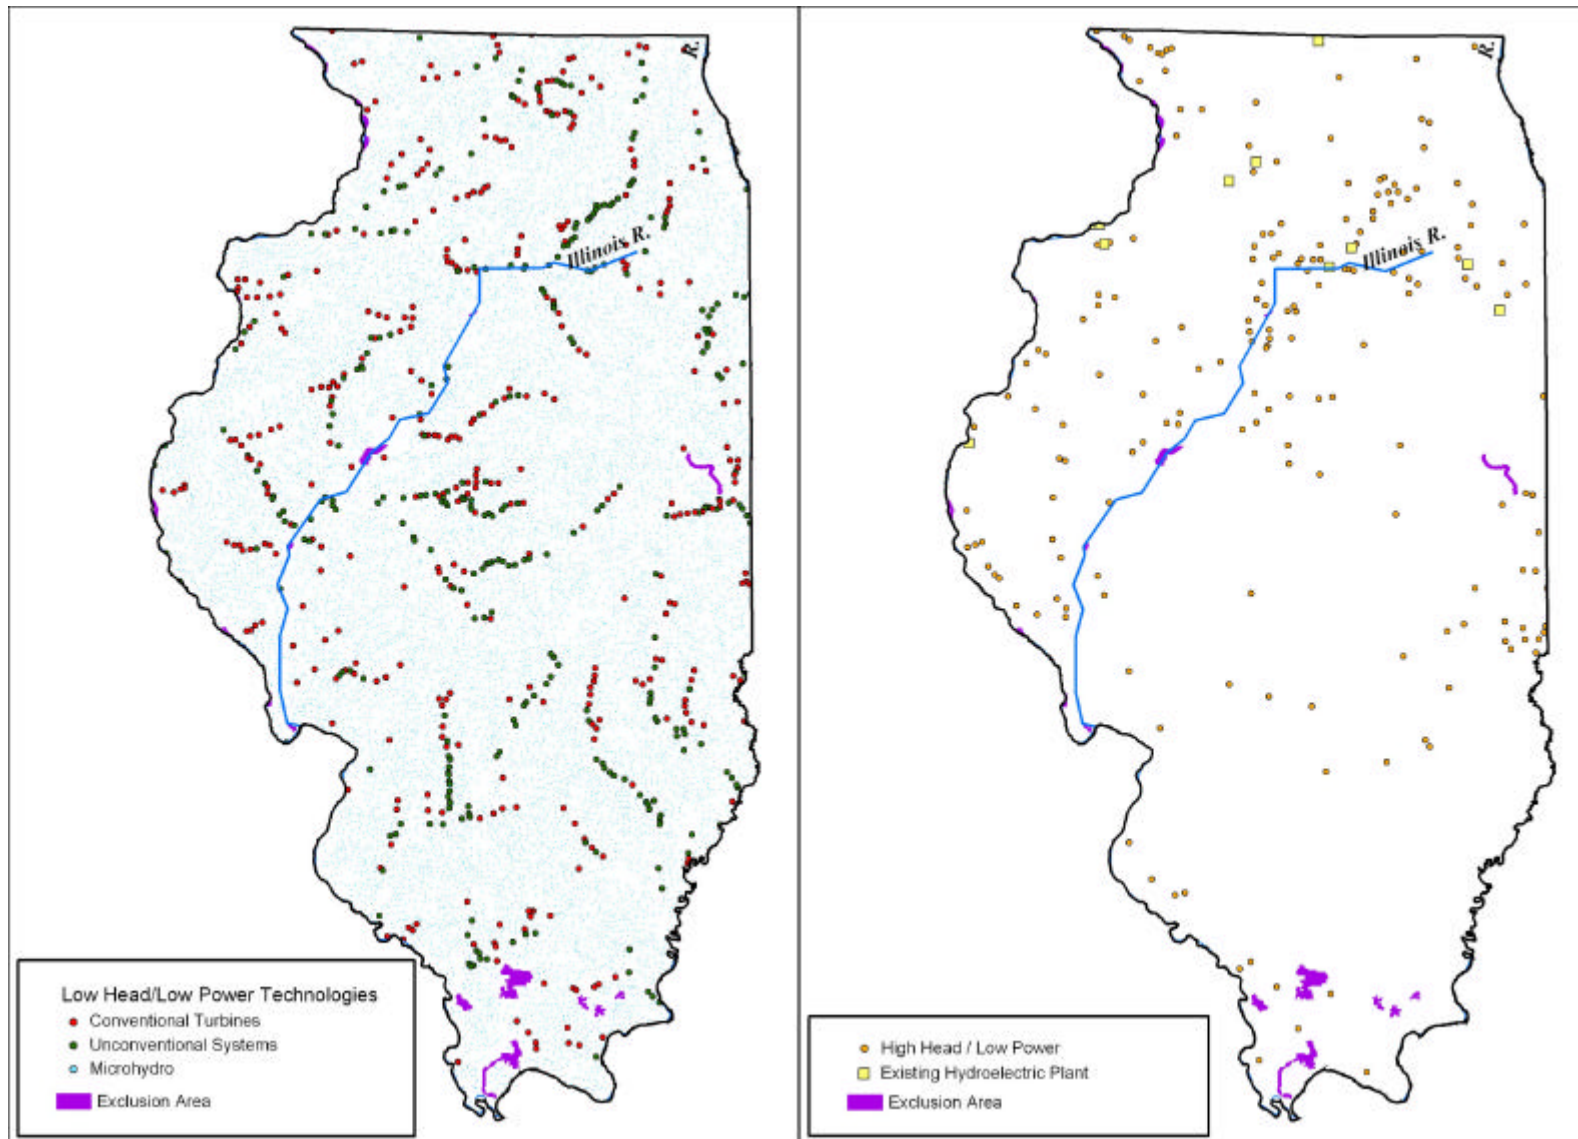 R.
Illinois R.
Low Head/Low Power Technologies
Conventional Turbines
Unconventional Systems
Microhydro
Exclusion Area
R.
Illinois R.
High Head / Low Power
Existing Hydroelectric Plant
Exclusion Area